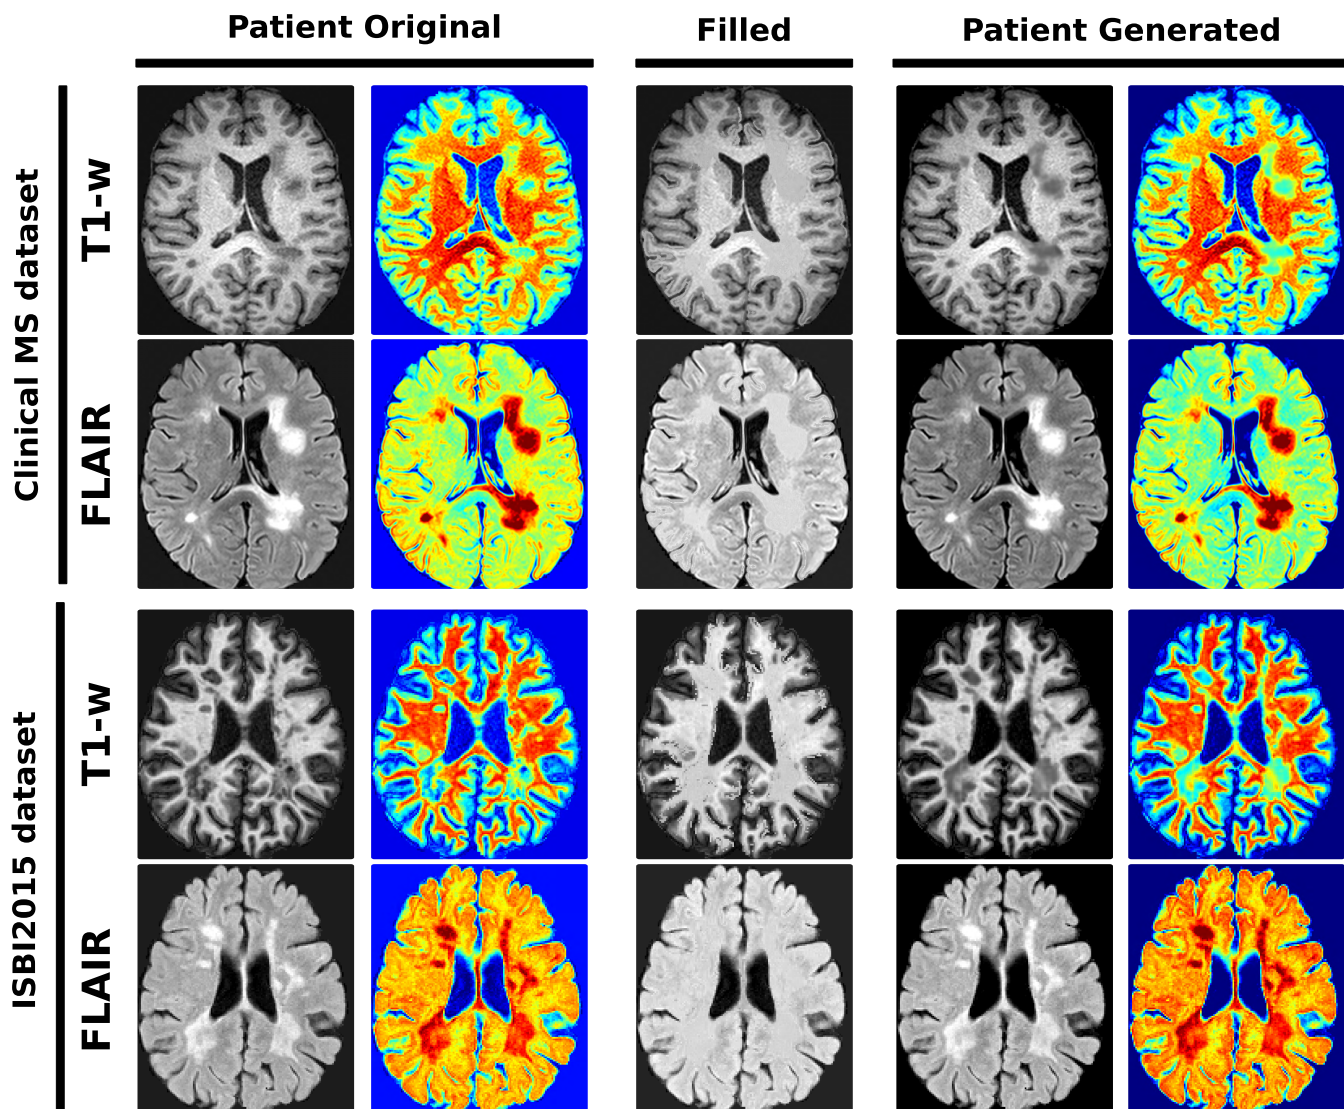 Patient Original
Filled
Patient Generated
Clinical MS dataset
T1-w
FLAIR
ISBI2015 dataset
T1-w
FLAIR